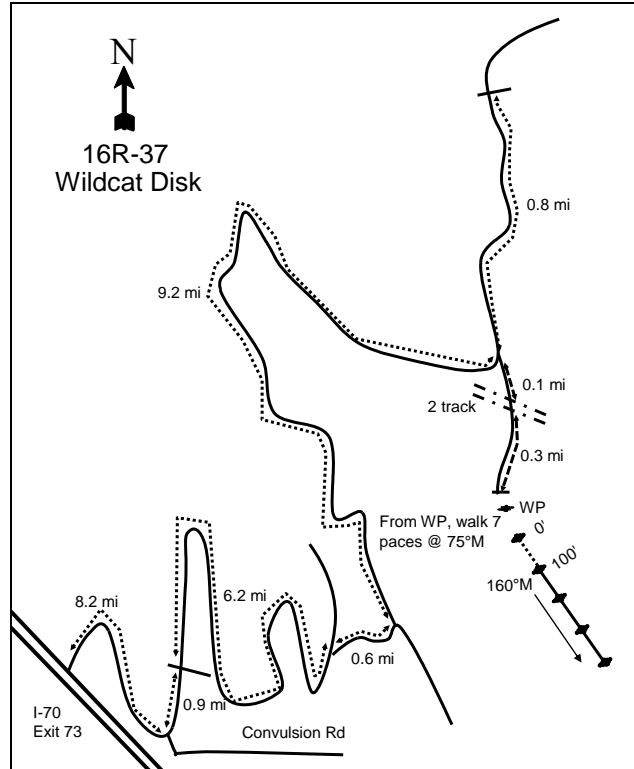 N
16R-37
Wildcat Disk
0.8 mi
9.2 mi
0.1 mi
2 track
0.3 mi
WP
From WP, walk 7
paces @ 75°M
0'
100'
160°M
8.2 mi
6.2 mi
0.6 mi
0.9 mi
I-70
Exit 73
Convulsion Rd